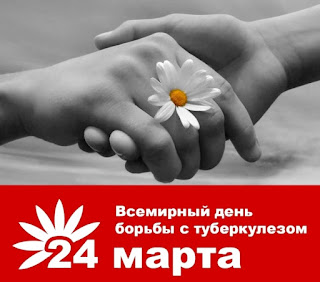 Всемирный день
борьбы с туберкулезом
24 марта